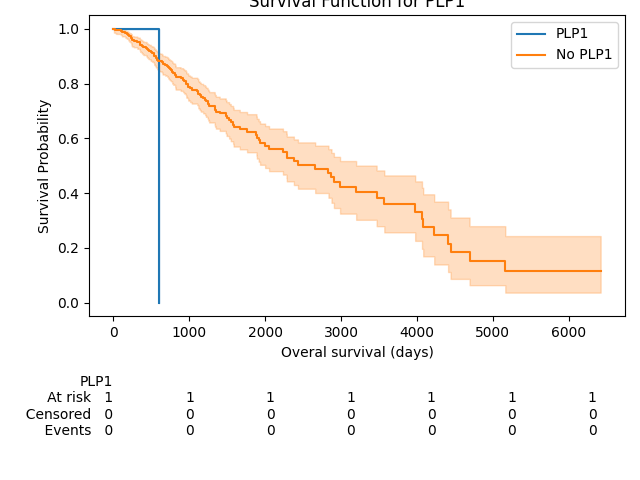 Survival Function for PLP1
PLP1
No PLP1
1.0
0.8
0.6
0.4
0.2
0.0
Survival Probability
0 1000 2000 3000 4000 5000 6000
Overal survival (days)
PLP1
At risk 1 1 1 1 1 1 1
Censored 0 0 0 0 0 0 0
Events 0 0 0 0 0 0 0